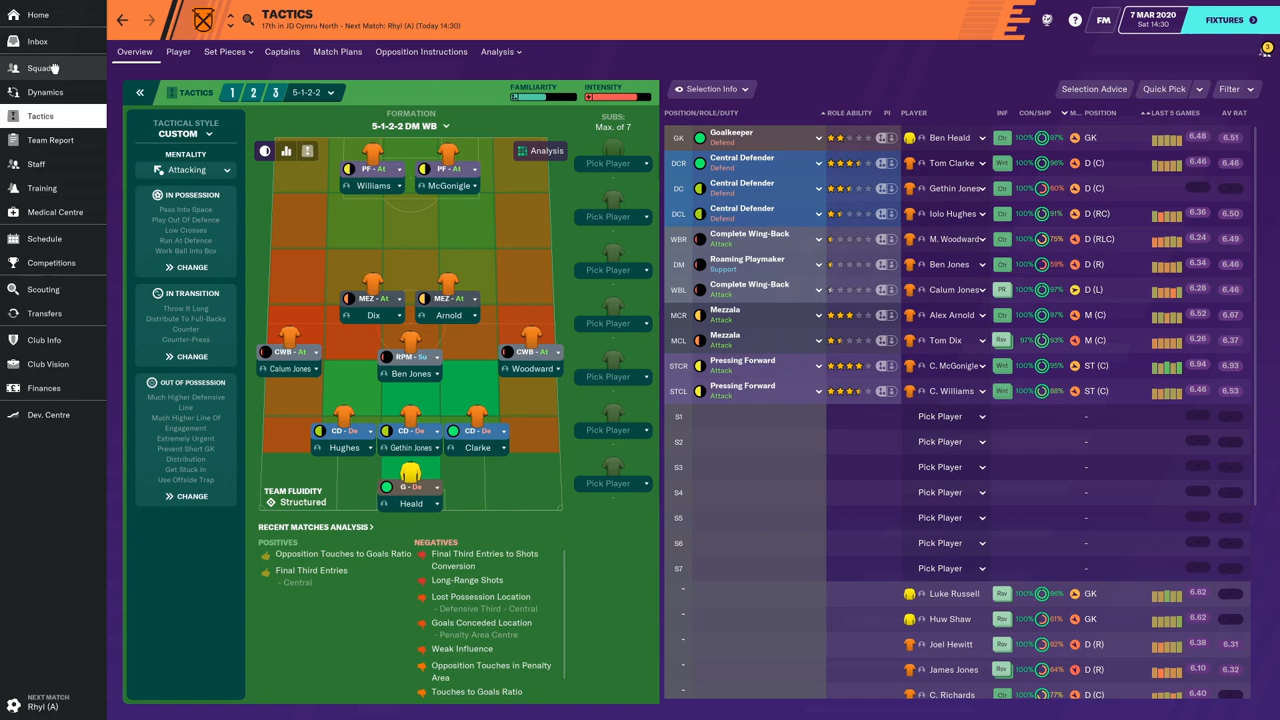 Home
Inbox
Squad
Dynamics
Tactics
Team Report
Staff
Training
Medical Centre
Schedule
Competitions
Scouting
Transfers
Club Info
Club Vision
Finances
Dev. Centre
NEXT MATCH
Rhyl (A)
TACTICS
17th in JD Cymru North - Next Match: Rhyl (A) (Today 14:30)
FM
7 MAR 2020
SAT 14:30
FIXTURES
3
Overview Player Set Pieces Captains Match Plans Opposition Instructions Analysis
TACTICS 1 2 3 5-1-2-2
FAMILIARITY INTENSITY
TACTICAL STYLE
CUSTOM
MENTALITY
Attacking
IN POSSESSION
Pass Into Space
Play Out Of Defence
Low Crosses
Run At Defence
Work Ball Into Box
CHANGE
IN TRANSITION
Throw It Long
Distribute To Full-Backs
Counter
Counter-Press
CHANGE
OUT OF POSSESSION
Much Higher Defensive
Line
Much Higher Line Of
Engagement
Extremely Urgent
Prevent Short GK
Distribution
Get Stuck In
Use Offside Trap
CHANGE
FORMATION
5-1-2-2 DM WB
Analysis
PF - At PF - At
Williams McGonigle
MEZ - At MEZ - At
Dix Arnold
CWB - At RPM - Su CWB - At
Calum Jones Ben Jones Woodward
CD - De CD - De CD - De
Hughes Gethin Jones Clarke
G - De
Heald
TEAM FLUIDITY
Structured
SUBS:
Max. of 7
Pick Player
Pick Player
Pick Player
Pick Player
Pick Player
Pick Player
Pick Player
RECENT MATCHES ANALYSIS >
POSITIVES
Opposition Touches to Goals Ratio
Final Third Entries
- Central
NEGATIVES
Final Third Entries to Shots
Conversion
Long-Range Shots
Lost Possession Location
- Defensive Third - Central
Goals Conceded Location
- Penalty Area Centre
Weak Influence
Opposition Touches in Penalty
Area
Touches to Goals Ratio
Selection Info Selection Advice Quick Pick Filter
POSITION/ROLE/DUTY ROLE ABILITY PI PLAYER INF CON/SHP M... POSITION LAST 5 GAMES AV RAT
GK Goalkeeper Defend Ben Heald Ctr 100% 97% GK 6.48 6.51
DCR Central Defender Defend Tom Clarke Wnt 100% 96% D (C) 6.46 6.46
DC Central Defender Defend Gethin Jones Ctr 100% 60% D (C) - -
DCL Central Defender Defend Iolo Hughes Ctr 100% 91% D (RC) 6.36 6.50
WBR Complete Wing-Back Attack M. Woodward Ctr 100% 75% D (RLC) 6.24 6.49
DM Roaming Playmaker Support Ben Jones Ctr 100% 59% D (R) 6.34 6.46
WBL Complete Wing-Back Attack Calum Jones PR 100% 97% D (L) 6.28 6.46
MCR Mezzala Attack Alex Arnold Ctr 100% 97% M (C) 6.52 6.67
MCL Mezzala Attack Tom Dix Rsv 97% 93% M (C) 6.26 6.37
STCR Pressing Forward Attack C. McGonigle Wnt 100% 96% ST (C) 6.94 6.93
STCL Pressing Forward Attack C. Williams Wnt 100% 88% ST (C) 6.46 6.53
S1 Pick Player -
S2 Pick Player -
S3 Pick Player -
S4 Pick Player -
S5 Pick Player -
S6 Pick Player -
S7 Pick Player -
- Luke Russell Rsv 100% 96% GK 6.62
- Huw Shaw Rsv 100% 61% GK 6.62
- Joel Hewitt Rsv 100% 62% D (R) 6.38 6.31
- James Jones Rsv 100% 64% D (R) 6.10 6.32
- C. Richards Ctr 100% 77% D (C) 6.40